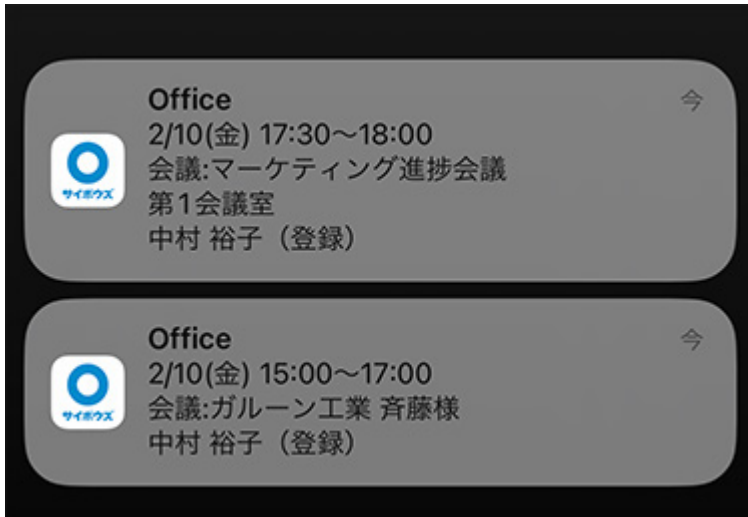 Office
今
2/10(金) 17:30～18:00
会議:マーケティング進捗会議
第1会議室
中村 裕子（登録）
サイボウズ
Office
今
2/10(金) 15:00～17:00
会議:ガルーン工業 斉藤様
中村 裕子（登録）
サイボウズ